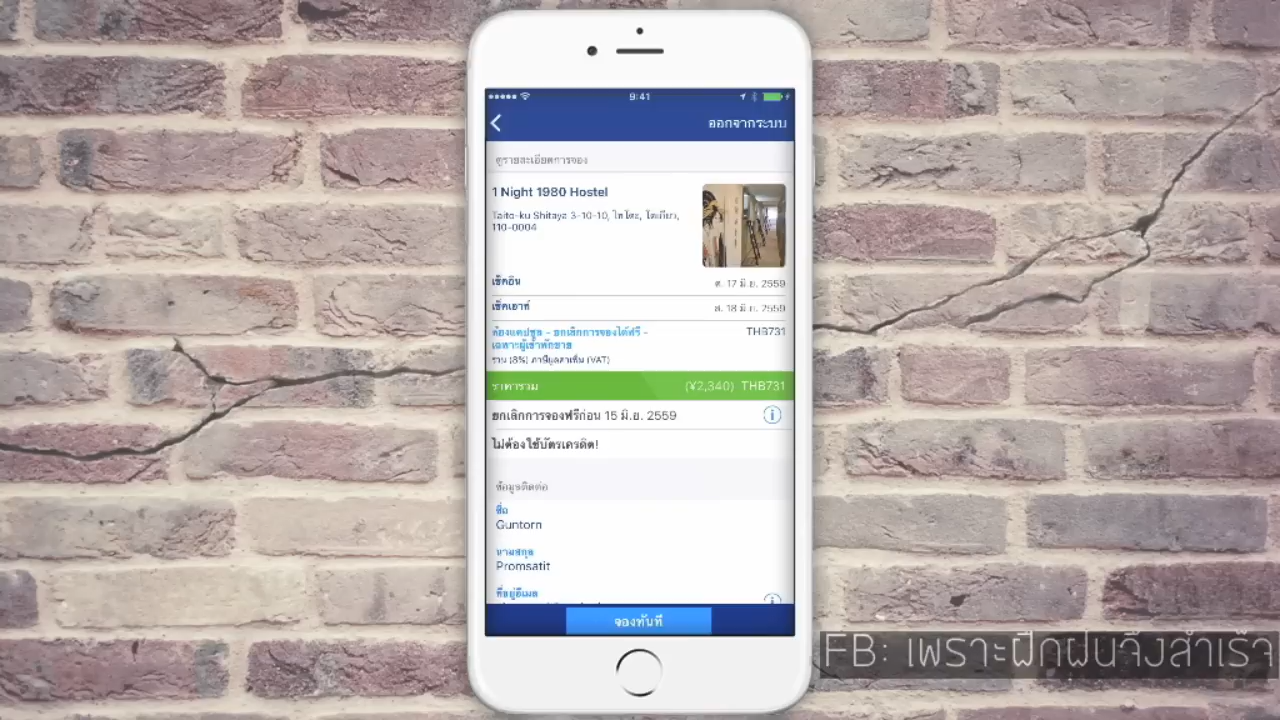 9:41
ออกจากระบบ
ดูรายละเอียดการจอง
1 Night 1980 Hostel
Taito-ku Shitaya 3-10-10, ไทโตะ, โตเกียว,
110-0004
เช็คอิน
ศ. 17 มิ.ย. 2559
เช็คเอาท์
ส. 18 มิ.ย. 2559
ห้องแคปซูล - ยกเลิกการจองได้ฟรี -
THB731
เฉพาะผู้เข้าพักชาย
รวม (8%) ภาษีมูลค่าเพิ่ม (VAT)
ราคารวม
(¥2,340) THB731
ยกเลิกการจองฟรีก่อน 15 มิ.ย. 2559
ไม่ต้องใช้บัตรเครดิต!
ข้อมูลติดต่อ
ชื่อ
Guntorn
นามสกุล
Promsatit
ที่อยู่อีเมล
จองทันที
FB: เพราะฝึกฝนจึงสำเร็จ